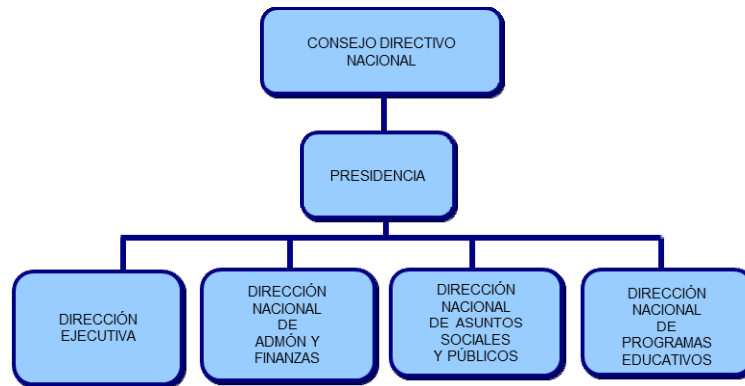 CONSEJO DIRECTIVO
NACIONAL
PRESIDENCIA
DIRECCIÓN
EJECUTIVA
DIRECCIÓN
NACIONAL
DE
ADMÓN Y
FINANZAS
DIRECCIÓN
NACIONAL
DE ASUNTOS
SOCIALES
Y PÚBLICOS
DIRECCIÓN
NACIONAL
DE
PROGRAMAS
EDUCATIVOS